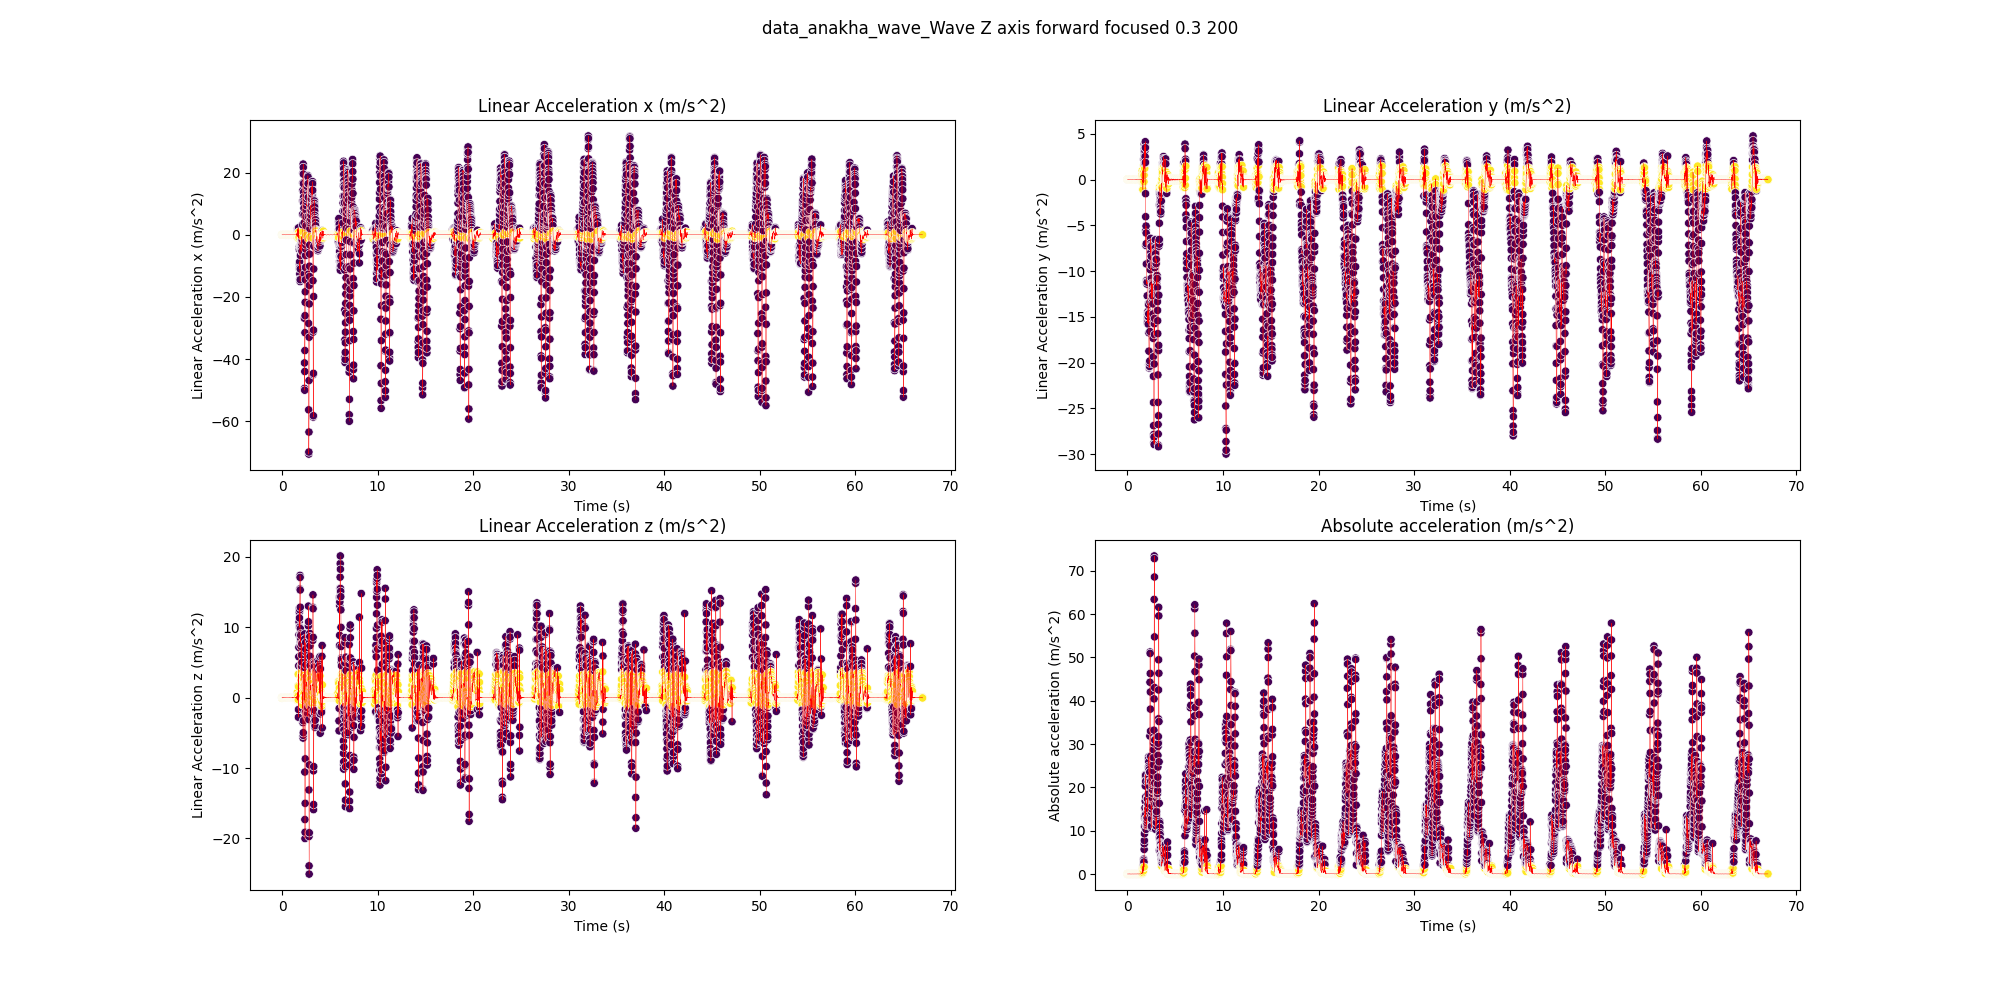 data_anakha_wave_Wave Z axis forward focused 0.3 200
Linear Acceleration x (m/s^2)
Linear Acceleration x (m/s^2)
20
0
−20
−40
−60
0 10 20 30 40 50 60 70
Time (s)
Linear Acceleration y (m/s^2)
Linear Acceleration y (m/s^2)
5
0
−5
−10
−15
−20
−25
−30
0 10 20 30 40 50 60 70
Time (s)
Linear Acceleration z (m/s^2)
Linear Acceleration z (m/s^2)
20
10
0
−10
−20
0 10 20 30 40 50 60 70
Time (s)
Absolute acceleration (m/s^2)
Absolute acceleration (m/s^2)
70
60
50
40
30
20
10
0
0 10 20 30 40 50 60 70
Time (s)